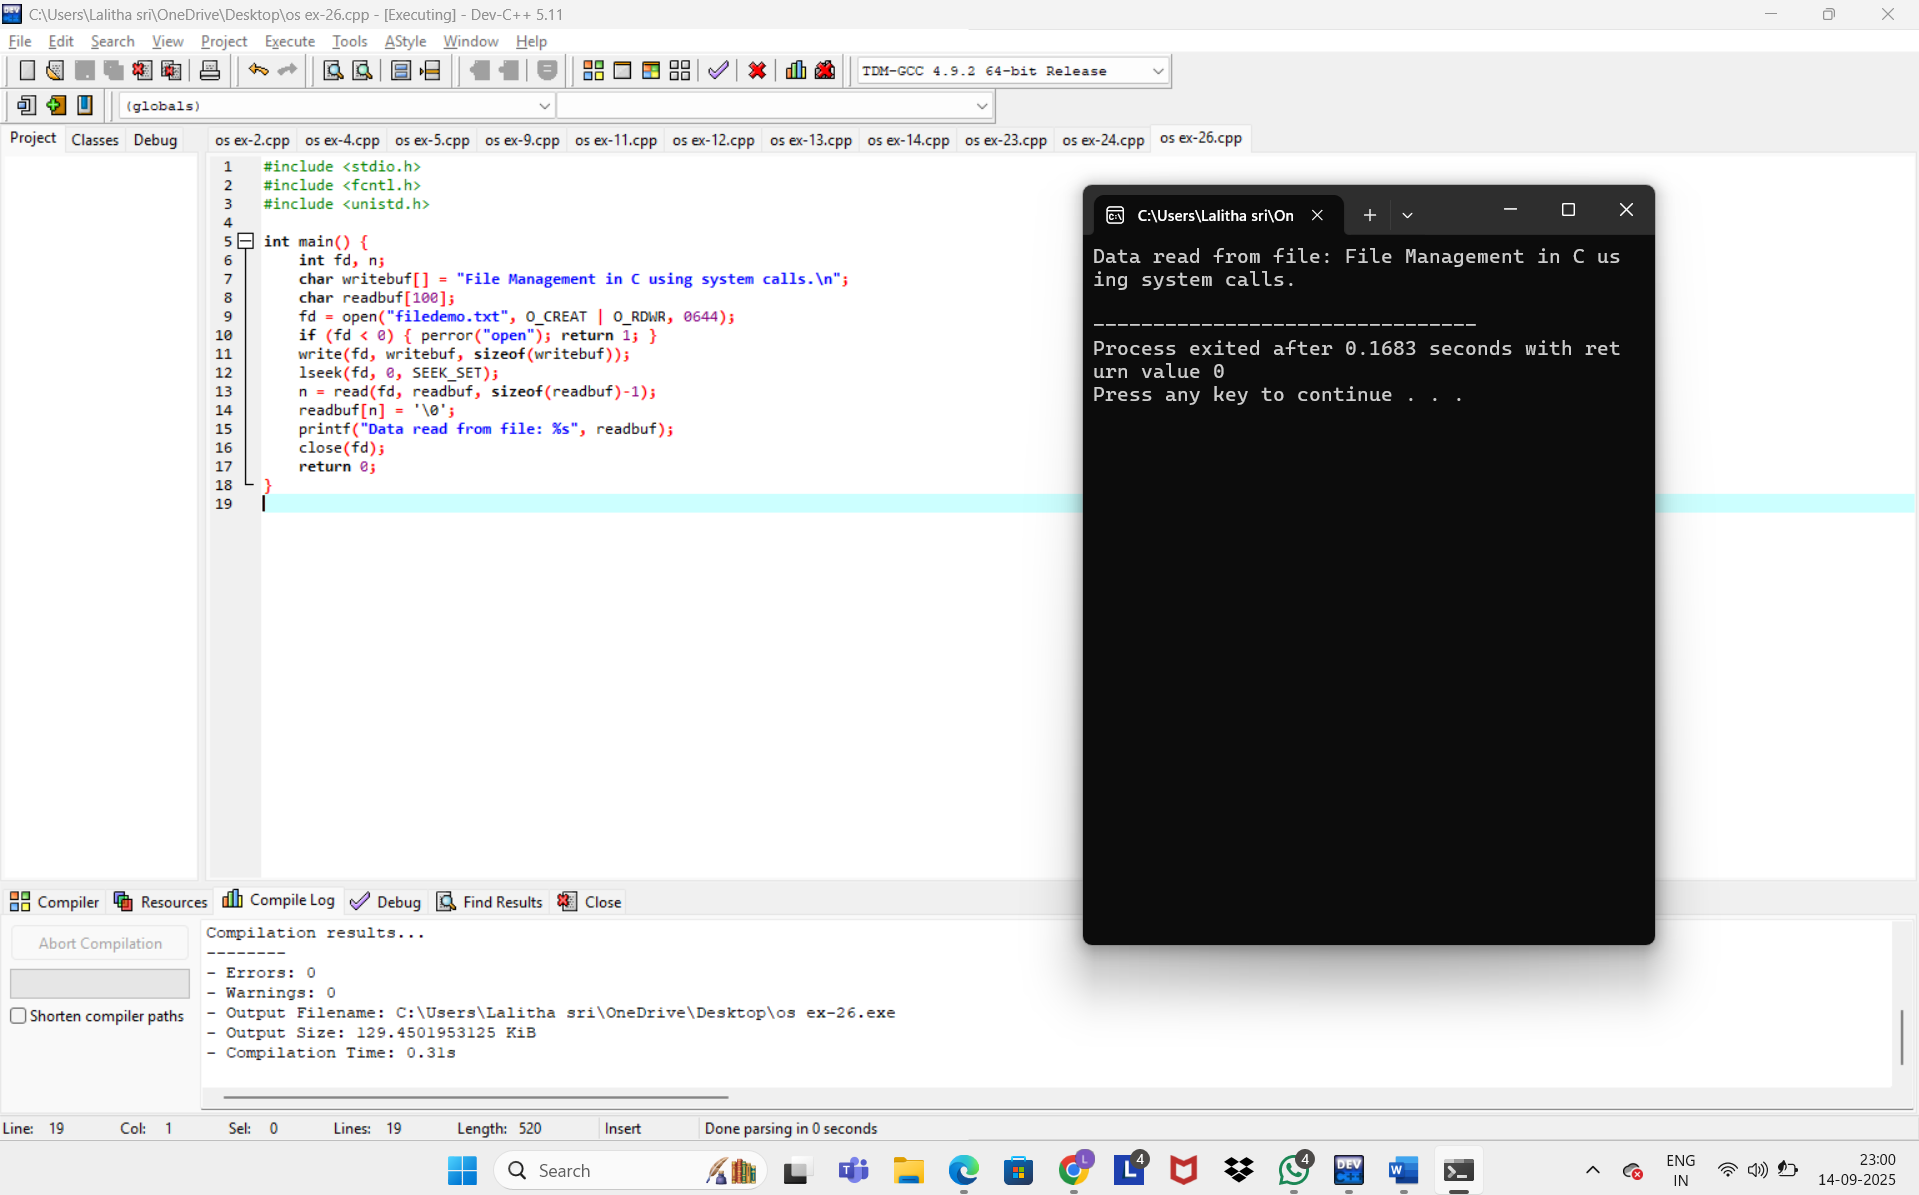 C:\Users\Lalitha sri\OneDrive\Desktop\os ex-26.cpp - [Executing] - Dev-C++ 5.11
File Edit Search View Project Execute Tools AStyle Window Help
TDM-GCC 4.9.2 64-bit Release
(globals)
Project Classes Debug os ex-2.cpp os ex-4.cpp os ex-5.cpp os ex-9.cpp os ex-11.cpp os ex-12.cpp os ex-13.cpp os ex-14.cpp os ex-23.cpp os ex-24.cpp os ex-26.cpp
1 #include <stdio.h>
2 #include <fcntl.h>
3 #include <unistd.h>
4
5 int main() {
6 int fd, n;
7 char writebuf[] = "File Management in C using system calls.\n";
8 char readbuf[100];
9 fd = open("filedemo.txt", O_CREAT | O_RDWR, 0644);
10 if (fd < 0) { perror("open"); return 1; }
11 write(fd, writebuf, sizeof(writebuf));
12 lseek(fd, 0, SEEK_SET);
13 n = read(fd, readbuf, sizeof(readbuf)-1);
14 readbuf[n] = '\0';
15 printf("Data read from file: %s", readbuf);
16 close(fd);
17 return 0;
18 }
19
C:\Users\Lalitha sri\On
Data read from file: File Management in C us
ing system calls.
--------------------------------
Process exited after 0.1683 seconds with ret
urn value 0
Press any key to continue . . .
Compiler Resources Compile Log Debug Find Results Close
Abort Compilation
Shorten compiler paths
Compilation results...
--------
- Errors: 0
- Warnings: 0
- Output Filename: C:\Users\Lalitha sri\OneDrive\Desktop\os ex-26.exe
- Output Size: 129.4501953125 KiB
- Compilation Time: 0.31s
Line: 19 Col: 1 Sel: 0 Lines: 19 Length: 520 Insert Done parsing in 0 seconds
Search
L
4
4
DEV
C++
W
ENG
IN
23:00
14-09-2025